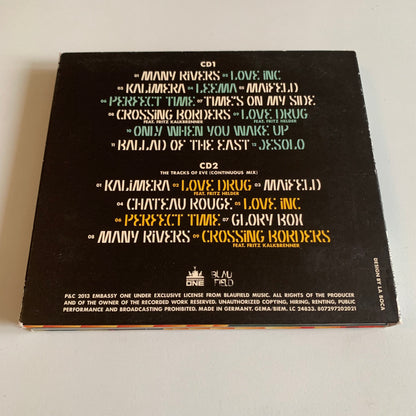 CD1
01 MANY RIVERS 02 LOVE INC
03 KALIMERA 04 LEEMA 05 MAIFELD
06 PERFECT TIME 07 TIME'S ON MY SIDE
08 CROSSING BORDERS 09 LOVE DRUG
FEAT. FRITZ KALKBRENNER FEAT. FRITZ HELDER
10 ONLY WHEN YOU WAKE UP
11 BALLAD OF THE EAST 12 JESOLO
CD2
THE TRACKS OF EVE (CONTINUOUS MIX)
01 KALIMERA 02 LOVE DRUG 03 MAIFELD
FEAT. FRITZ HELDER
04 CHATEAU ROUGE 05 LOVE INC
06 PERFECT TIME 07 GLORY BOX
08 MANY RIVERS 09 CROSSING BORDERS
FEAT. FRITZ KALKBRENNER
EMBASSY ONE
BLAU
FIELD
DESIGN BY LA BOCA
P&C 2013 EMBASSY ONE UNDER EXCLUSIVE LICENSE FROM BLAUFIELD MUSIC. ALL RIGHTS OF THE PRODUCER
AND OF THE OWNER OF THE RECORDED WORK RESERVED. UNAUTHORIZED COPYING, HIRING, RENTING, PUBLIC
PERFORMANCE AND BROADCASTING PROHIBITED. MADE IN GERMANY. GEMA/BIEM. LC 24833. 807297202021